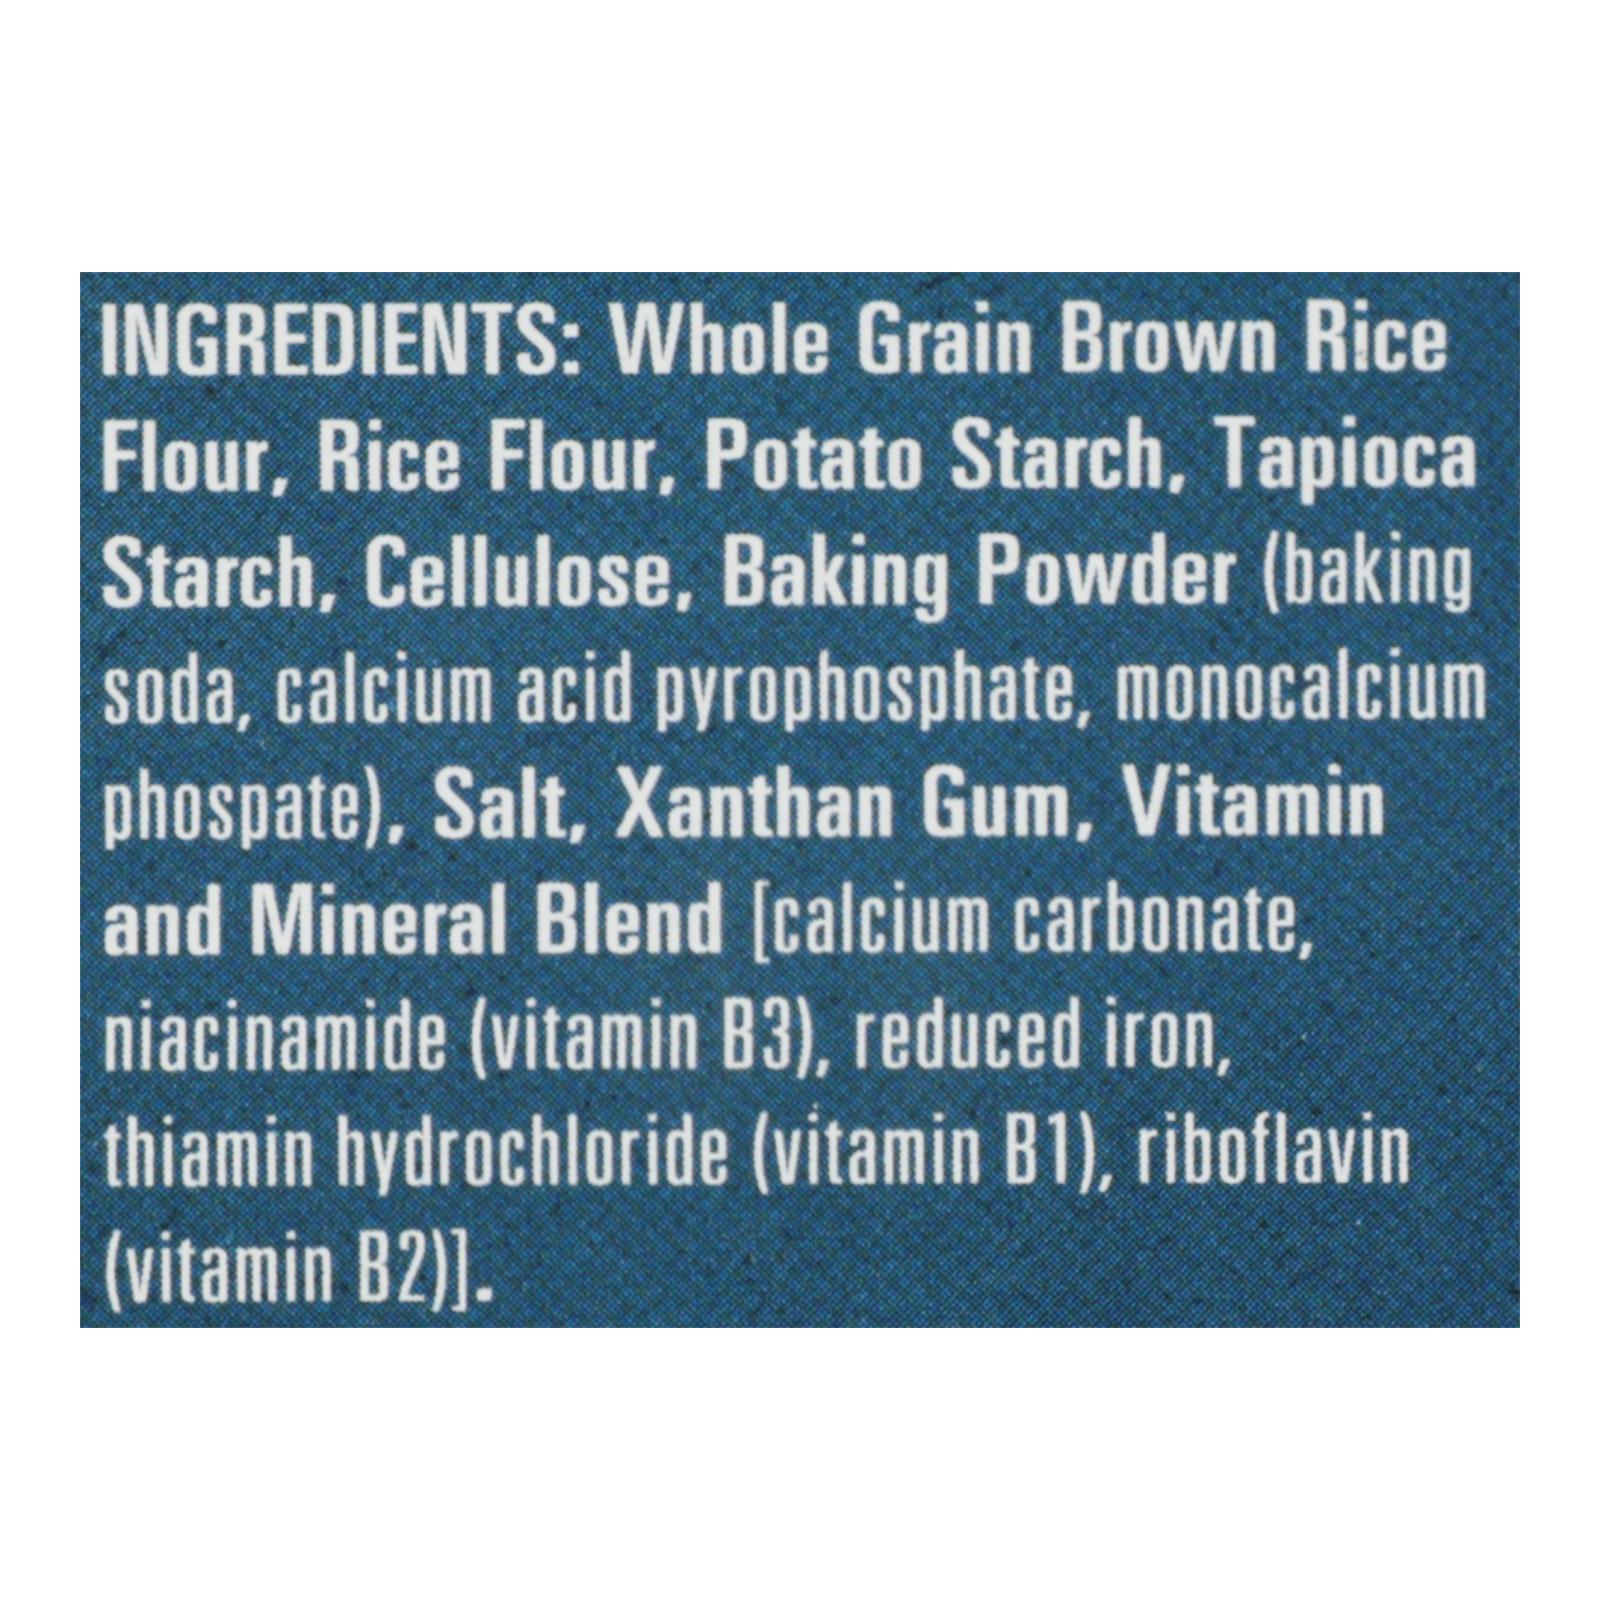 INGREDIENTS: Whole Grain Brown Rice
Flour, Rice Flour, Potato Starch, Tapioca
Starch, Cellulose, Baking Powder (baking
soda, calcium acid pyrophosphate, monocalcium
phospate), Salt, Xanthan Gum, Vitamin
and Mineral Blend [calcium carbonate,
niacinamide (vitamin B3), reduced iron,
thiamin hydrochloride (vitamin B1), riboflavin
(vitamin B2)].